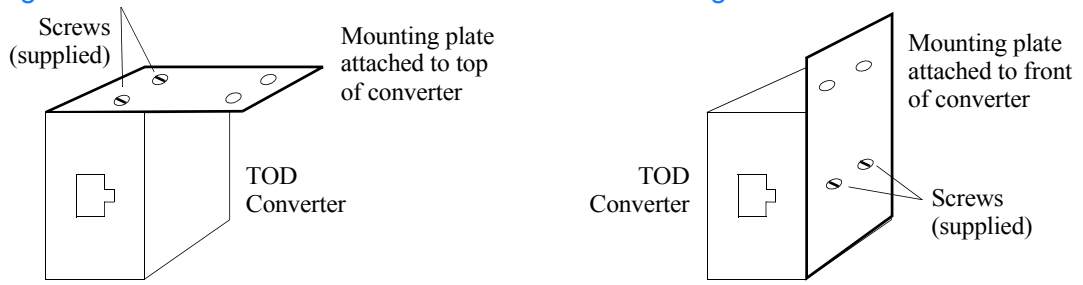 Screws
(supplied)
Mounting plate
attached to top
of converter
TOD
Converter
Mounting plate
attached to front
of converter
TOD
Converter
Screws
(supplied)